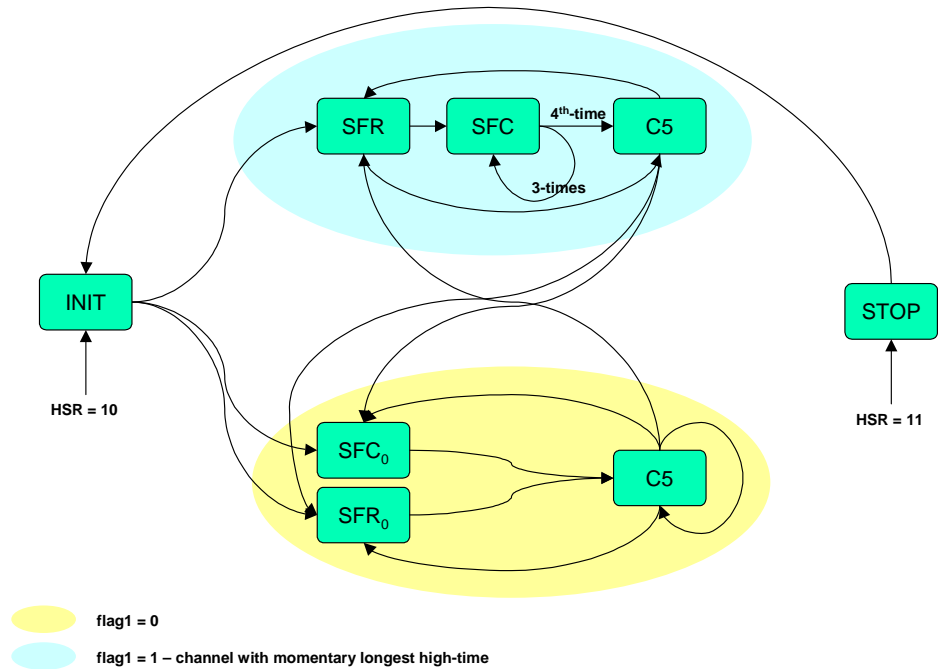 SFR
SFC
4th-time
C5
3-times
INIT
STOP
HSR = 10
HSR = 11
SFC0
C5
SFR0
flag1 = 0
flag1 = 1 – channel with momentary longest high-time